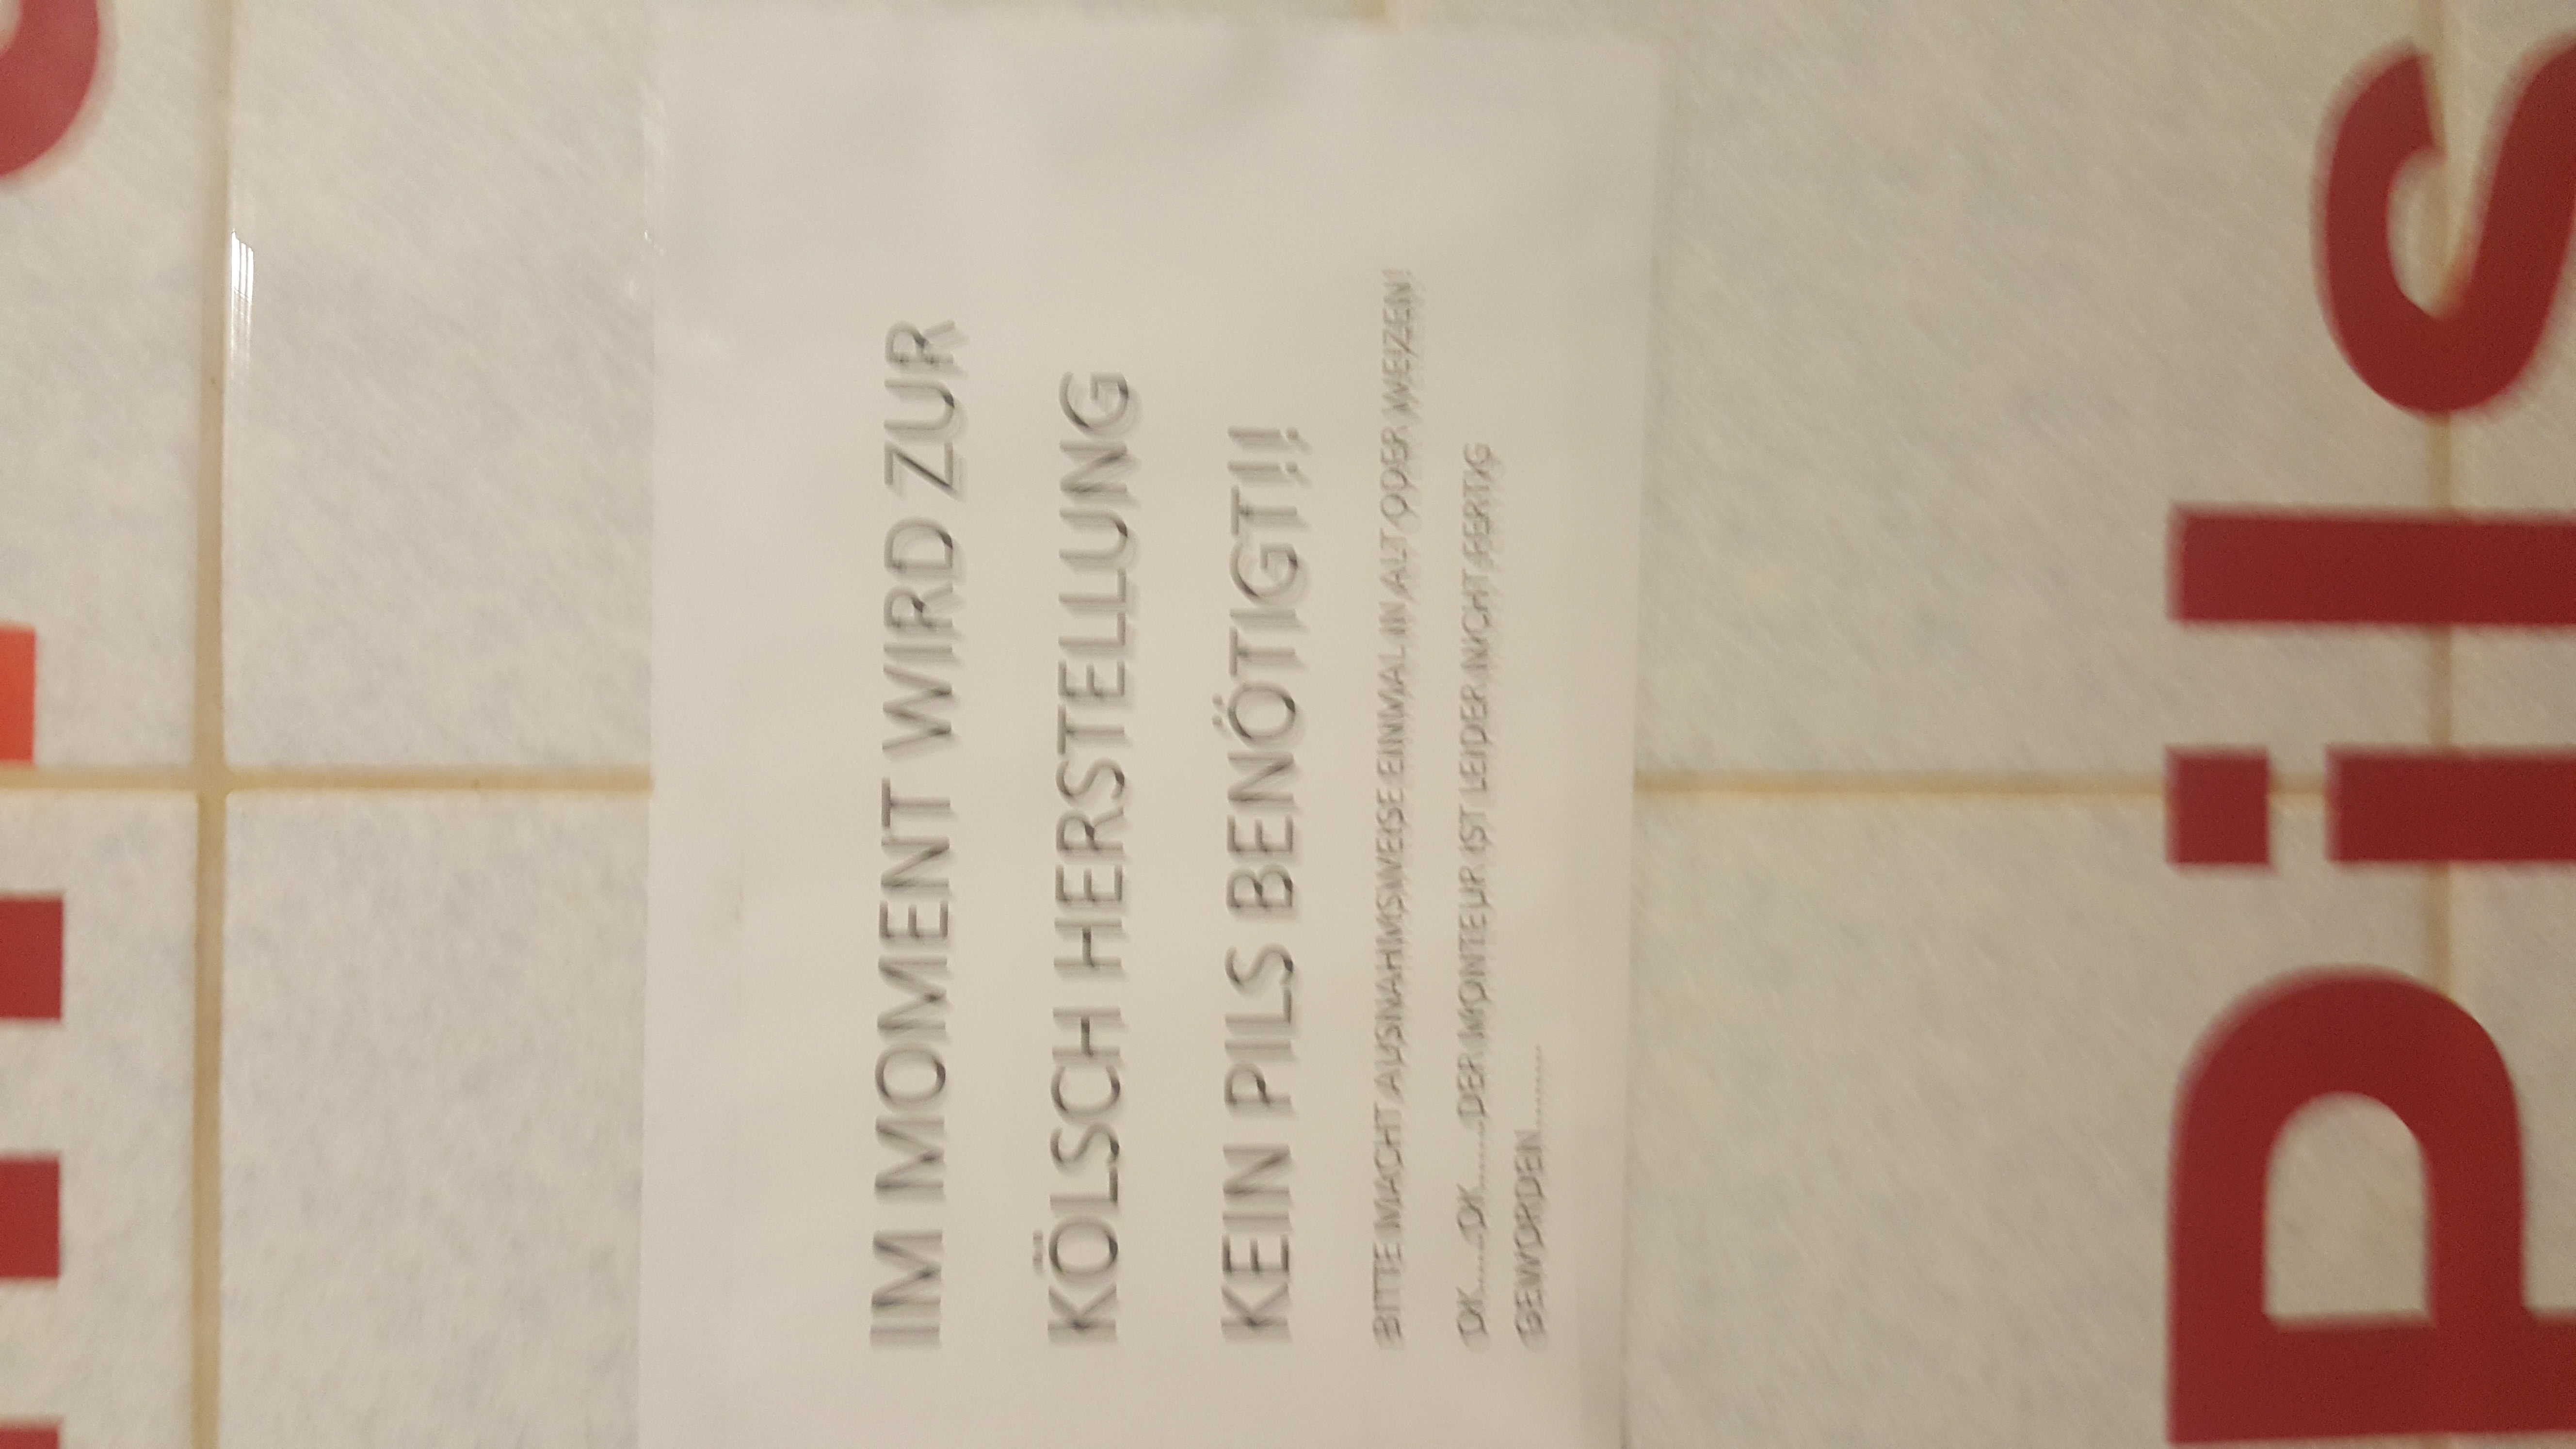 IM MOMENT WIRD ZUR
KÖLSCH HERSTELLUNG
KEIN PILS BENÖTIGT!!
BITTE MACHT AUSNAHMSWEISE EINMAL IN ALT ODER WEIZEN!
OK......OK......DER MONTEUR IST LEIDER NICHT FERTIG
GEWORDEN.........
Pils